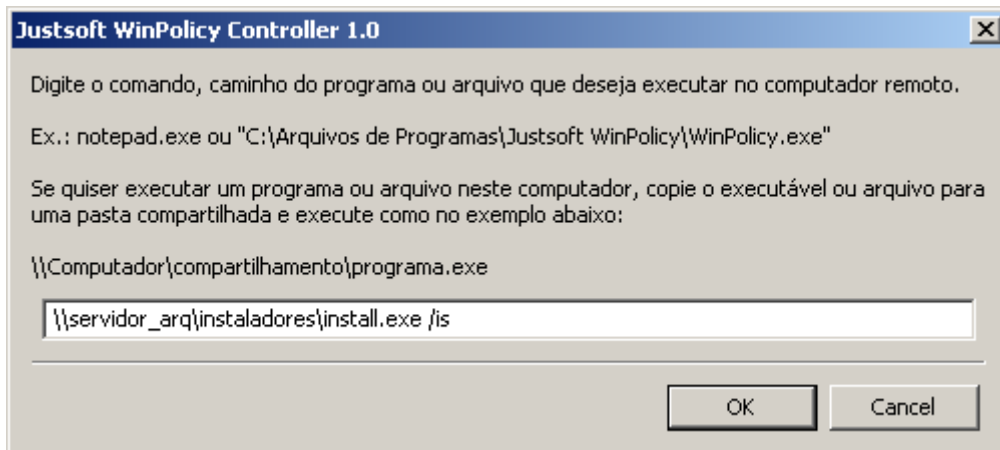 Justsoft WinPolicy Controller 1.0
Digite o comando, caminho do programa ou arquivo que deseja executar no computador remoto.
Ex.: notepad.exe ou "C:\Arquivos de Programas\Justsoft WinPolicy\WinPolicy.exe"
Se quiser executar um programa ou arquivo neste computador, copie o executável ou arquivo para
uma pasta compartilhada e execute como no exemplo abaixo:
\\Computador\compartilhamento\programa.exe
\\servidor_arq\instaladores\install.exe /is
OK
Cancel